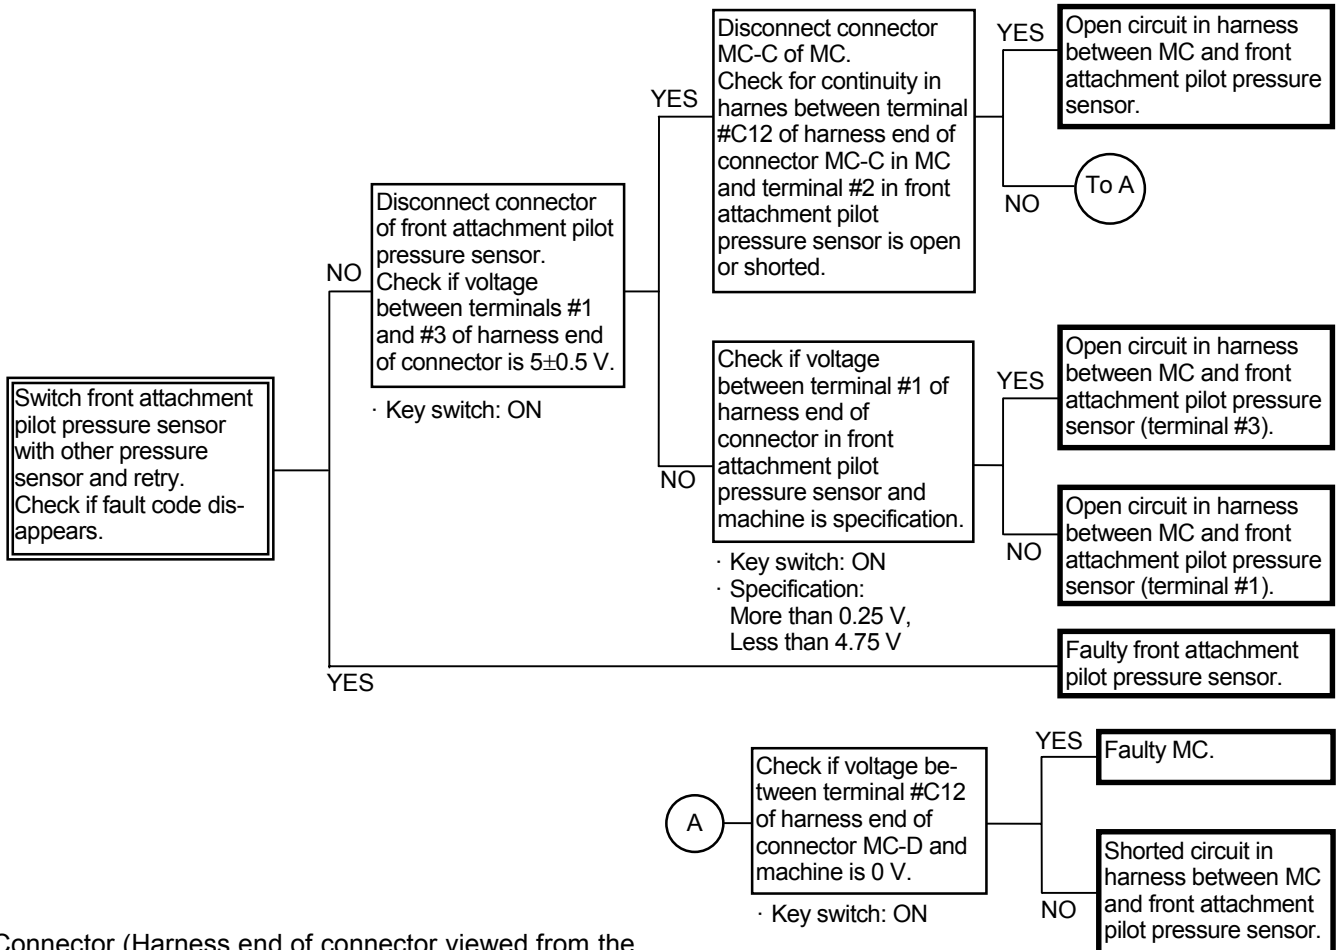 Disconnect connector
MC-C of MC.
Check for continuity in
harnes between terminal
#C12 of harness end of
connector MC-C in MC
and terminal #2 in front
attachment pilot
pressure sensor is open
or shorted.
YES
YES
Open circuit in harness
between MC and front
attachment pilot pressure
sensor.
NO
To A
Disconnect connector
of front attachment pilot
pressure sensor.
Check if voltage
between terminals #1
and #3 of harness end
of connector is 5±0.5 V.
· Key switch: ON
NO
Switch front attachment
pilot pressure sensor
with other pressure
sensor and retry.
Check if fault code dis-
appears.
NO
Check if voltage
between terminal #1 of
harness end of
connector in front
attachment pilot
pressure sensor and
machine is specification.
· Key switch: ON
· Specification:
More than 0.25 V,
Less than 4.75 V
YES
Open circuit in harness
between MC and front
attachment pilot pressure
sensor (terminal #3).
NO
Open circuit in harness
between MC and front
attachment pilot pressure
sensor (terminal #1).
YES
Faulty front attachment
pilot pressure sensor.
A
Check if voltage be-
tween terminal #C12
of harness end of
connector MC-D and
machine is 0 V.
· Key switch: ON
YES
Faulty MC.
NO
Shorted circuit in
harness between MC
and front attachment
pilot pressure sensor.
Connector (Harness end of connector viewed from the